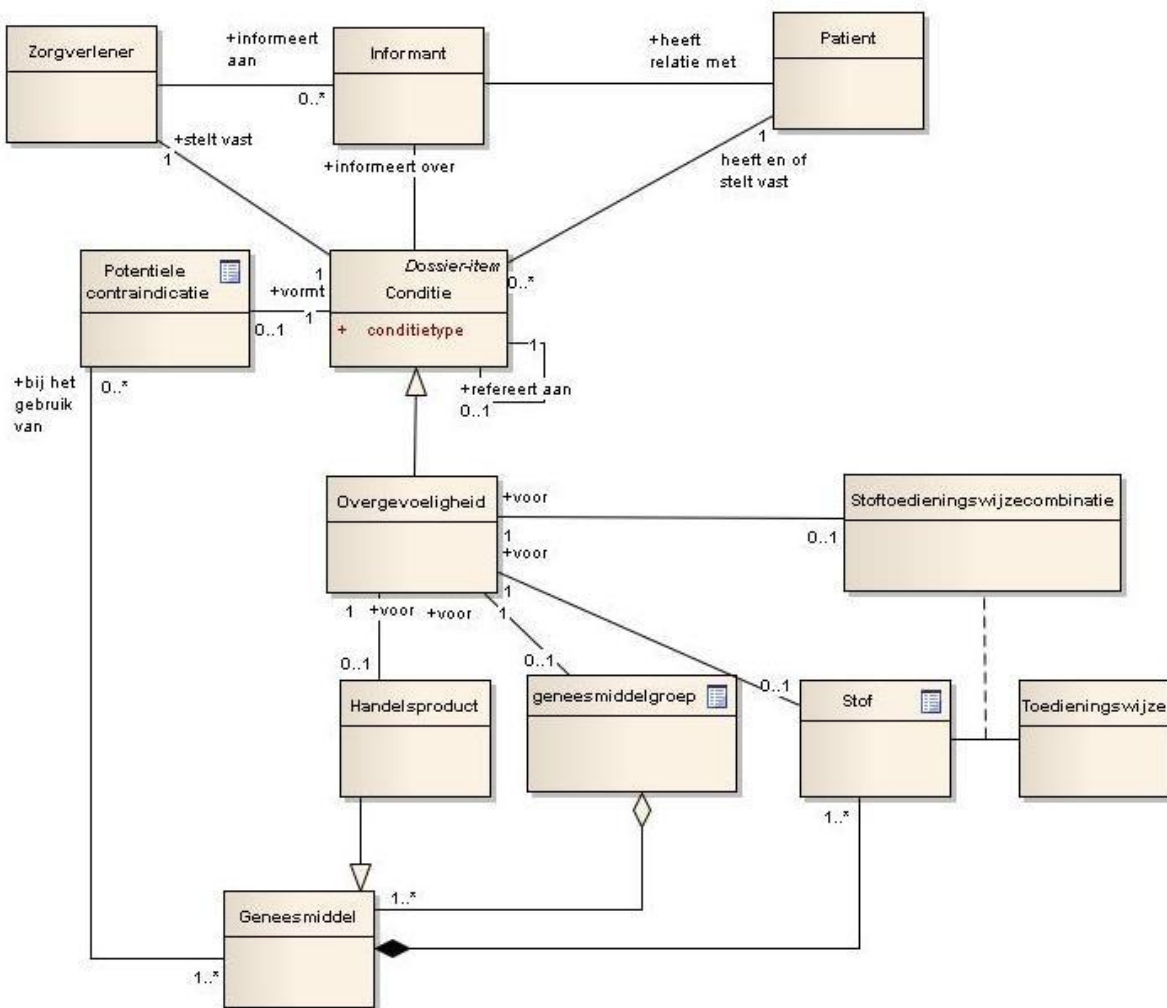 Zorgverlener
+informeert
aan
0..*
Informant
+heeft
relatie met
Patient
+stelt vast
1
+informeert over
1
heeft en of
stelt vast
Potentiele
contraindicatie
1
+vormt
1
0..1
Dossier-item
Conditie
+ conditietype
0..*
1
+refereert aan
0..1
+bij het
gebruik
van
0..*
Overgevoeligheid
+voor
1
0..1
Stoftoedieningswijzecombinatie
+voor
1
1 +voor
+voor
1
0..1
0..1
0..1
Handelsproduct
geneesmiddelgroep
Stof
Toedieningswijze
1..*
1..*
Geneesmiddel
1..*